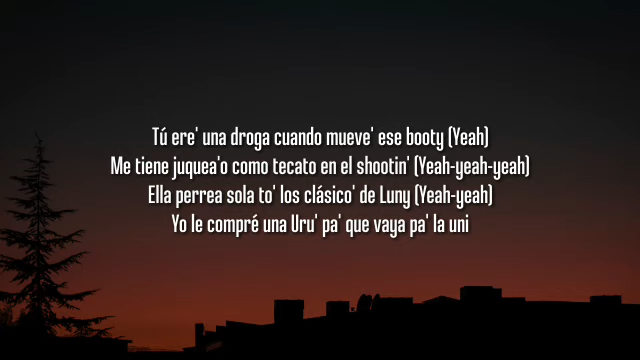 Tú ere' una droga cuando mueve' ese booty (Yeah)
Me tiene juquea'o como tecato en el shootin' (Yeah-yeah-yeah)
Ella perrea sola to' los clásico' de Luny (Yeah-yeah)
Yo le compré una Uru' pa' que vaya pa' la uni